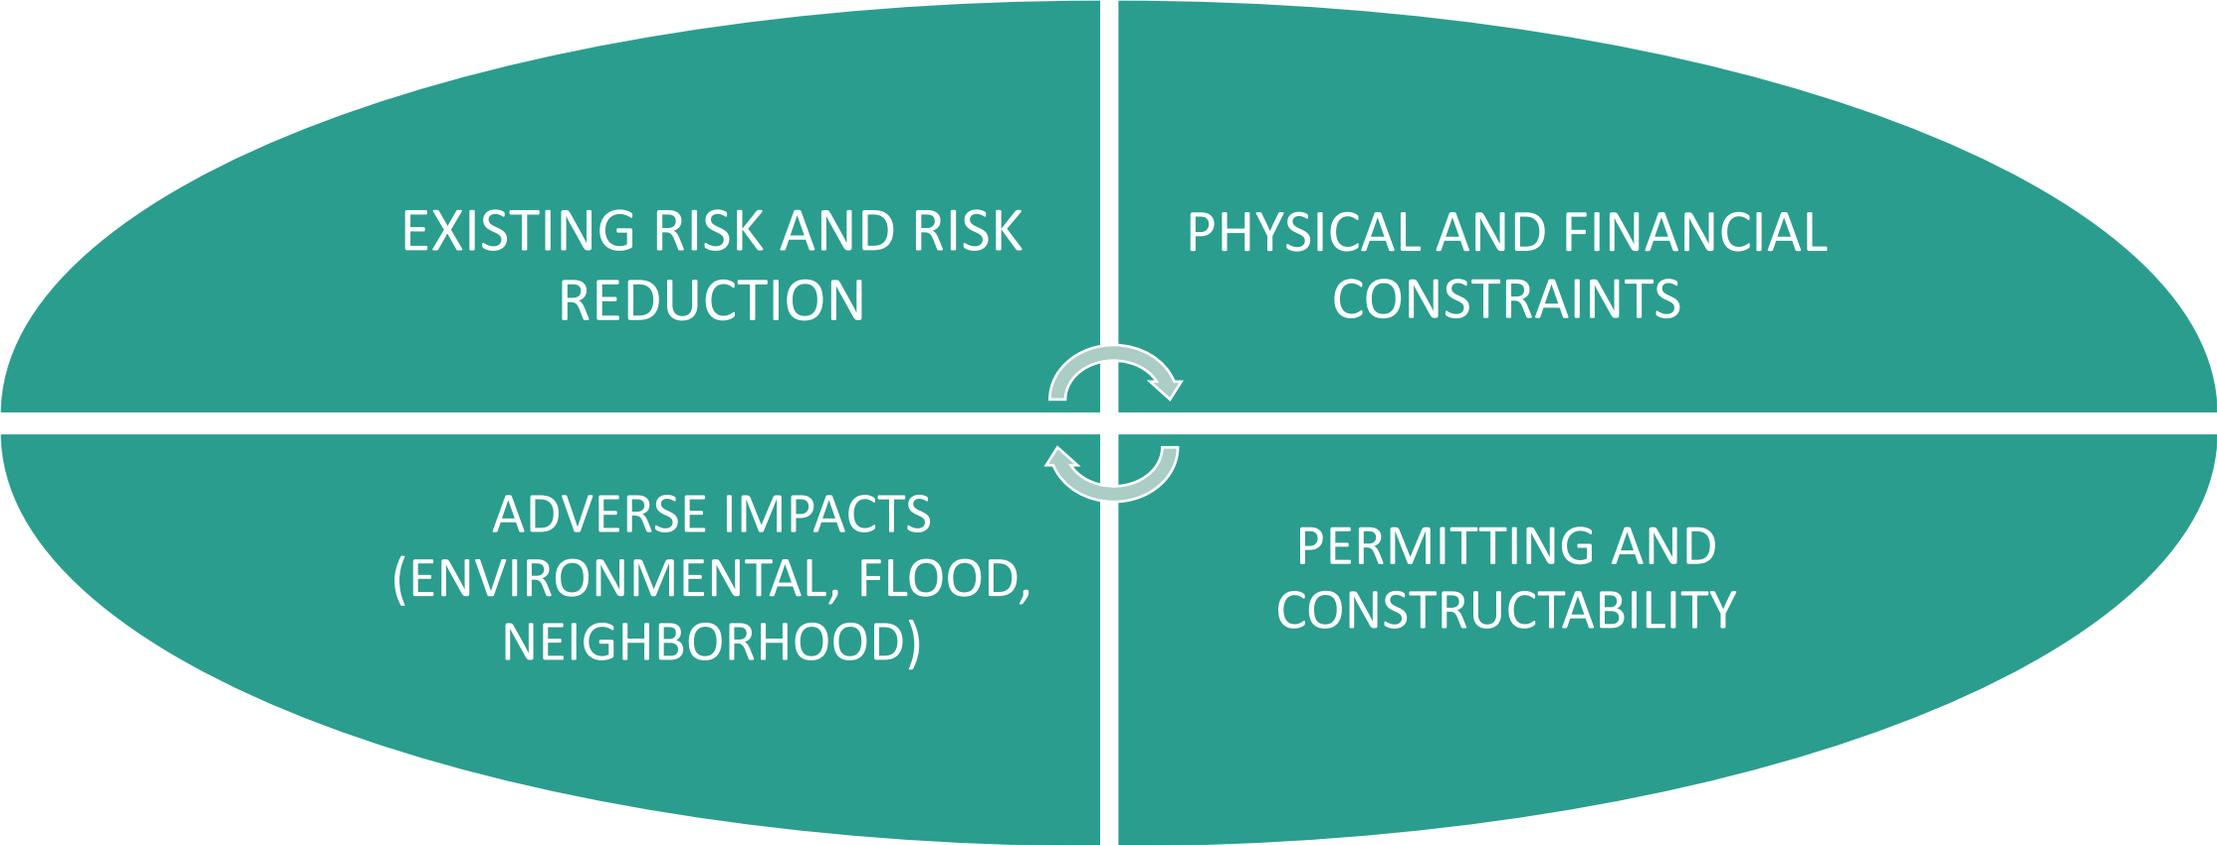 EXISTING RISK AND RISK
REDUCTION
PHYSICAL AND FINANCIAL
CONSTRAINTS
ADVERSE IMPACTS
(ENVIRONMENTAL, FLOOD,
NEIGHBORHOOD)
PERMITTING AND
CONSTRUCTABILITY